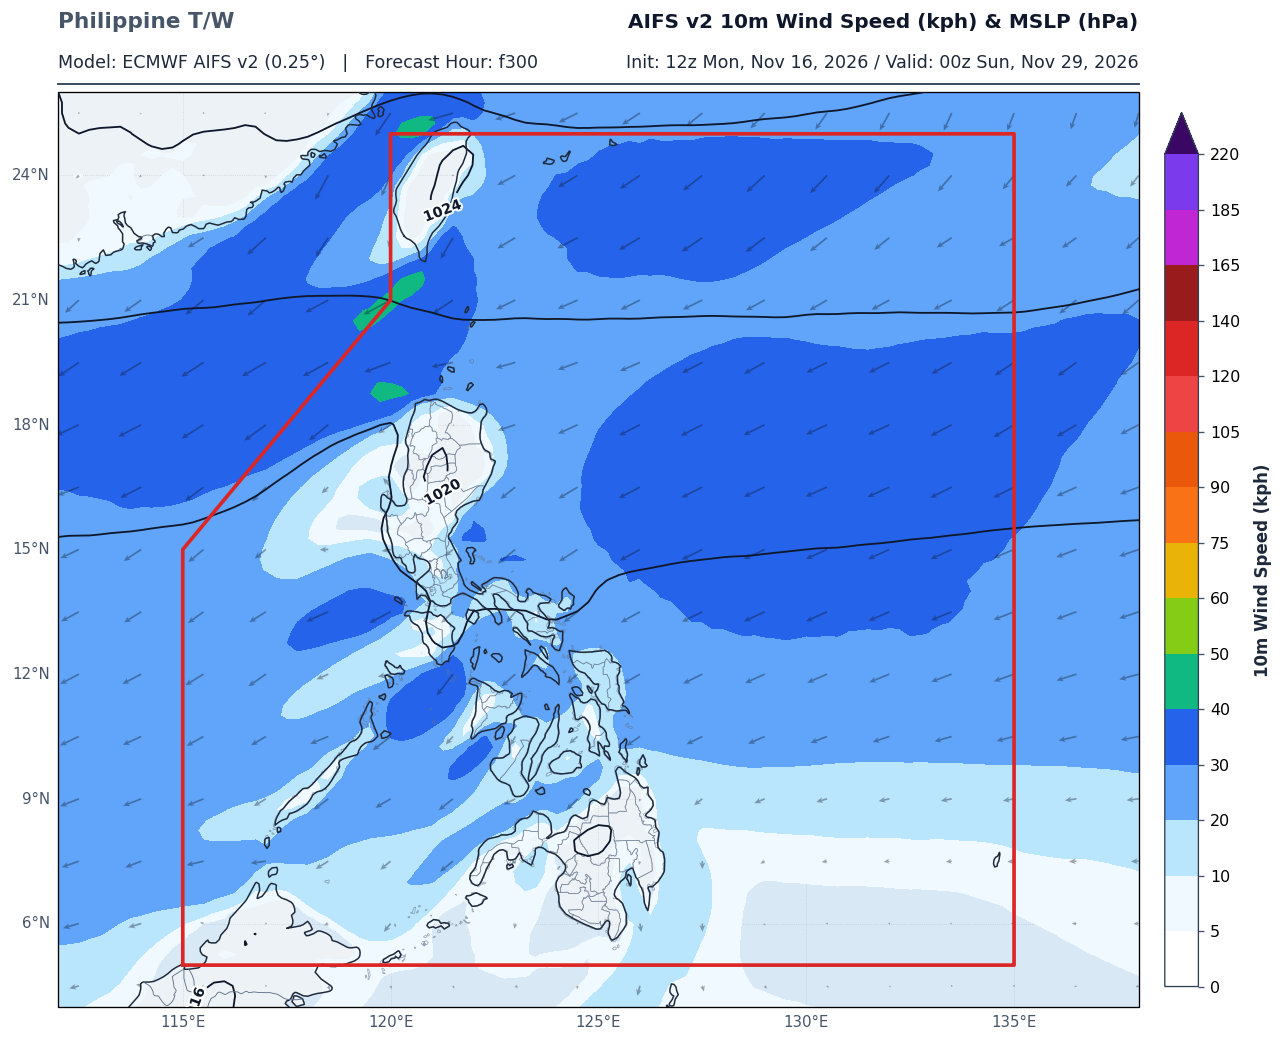 Philippine T/W
AIFS v2 10m Wind Speed (kph) & MSLP (hPa)
Model: ECMWF AIFS v2 (0.25°) | Forecast Hour: f300
Init: 12z Mon, Nov 16, 2026 / Valid: 00z Sun, Nov 29, 2026
24°N
21°N
18°N
15°N
12°N
9°N
6°N
1024
1020
16
115°E
120°E
125°E
130°E
135°E
220
185
165
140
120
105
90
75
60
50
40
30
20
10
5
0
10m Wind Speed (kph)